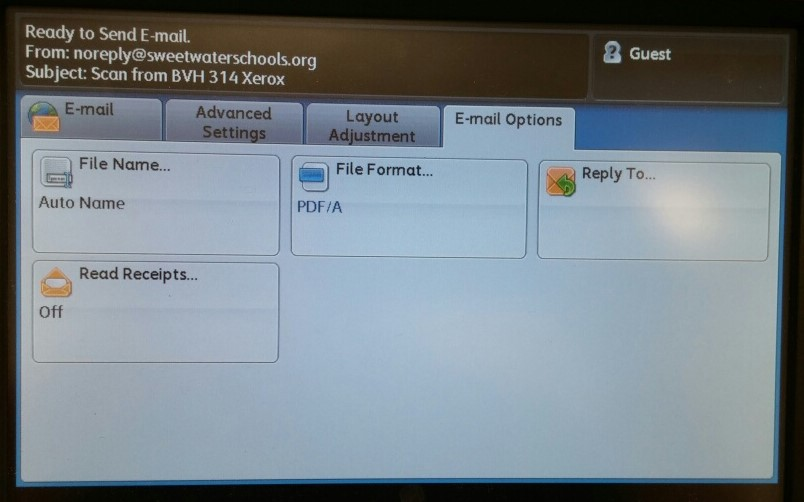 Ready to Send E-mail.
From: noreply@sweetwaterschools.org
Subject: Scan from BVH 314 Xerox
Guest
E-mail
Advanced
Settings
Layout
Adjustment
E-mail Options
File Name...
Auto Name
File Format...
PDF/A
Reply To...
Read Receipts...
Off